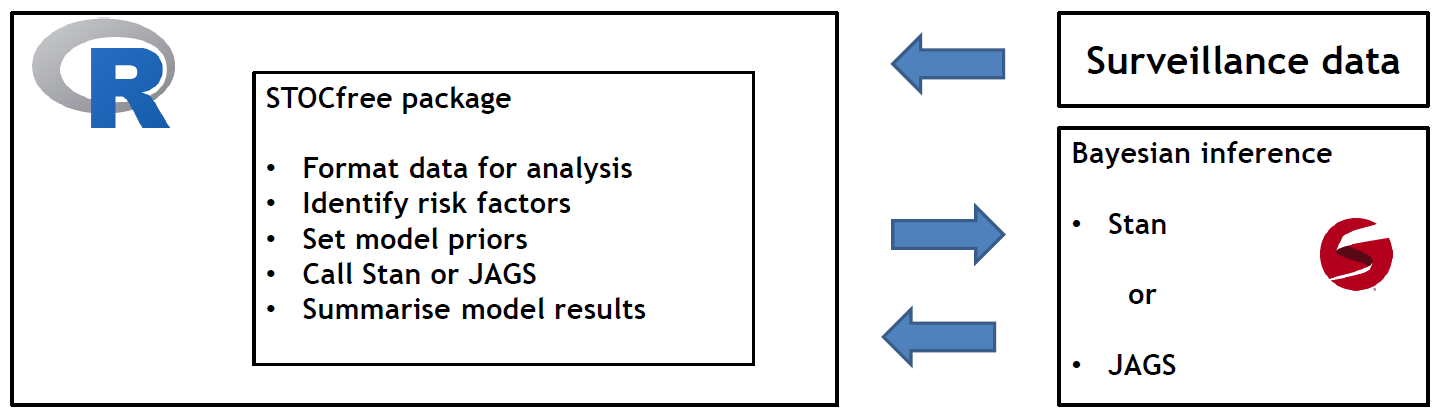 R
STOCfree package
• Format data for analysis
• Identify risk factors
• Set model priors
• Call Stan or JAGS
• Summarise model results
Surveillance data
Bayesian inference
• Stan
or
• JAGS